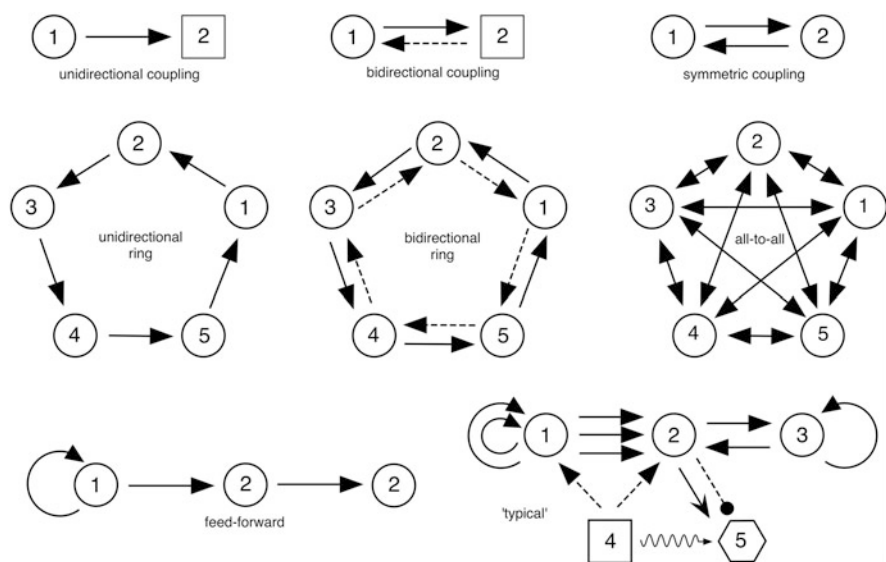 1 2 1 2 1 2
unidirectional coupling bidirectional coupling symmetric coupling
2 2 2
3 1 3 1 3 1
unidirectional bidirectional all-to-all
ring ring
4 5 4 5 4 5
1 2 3
1 2 2
feed-forward 'typical'
4 5